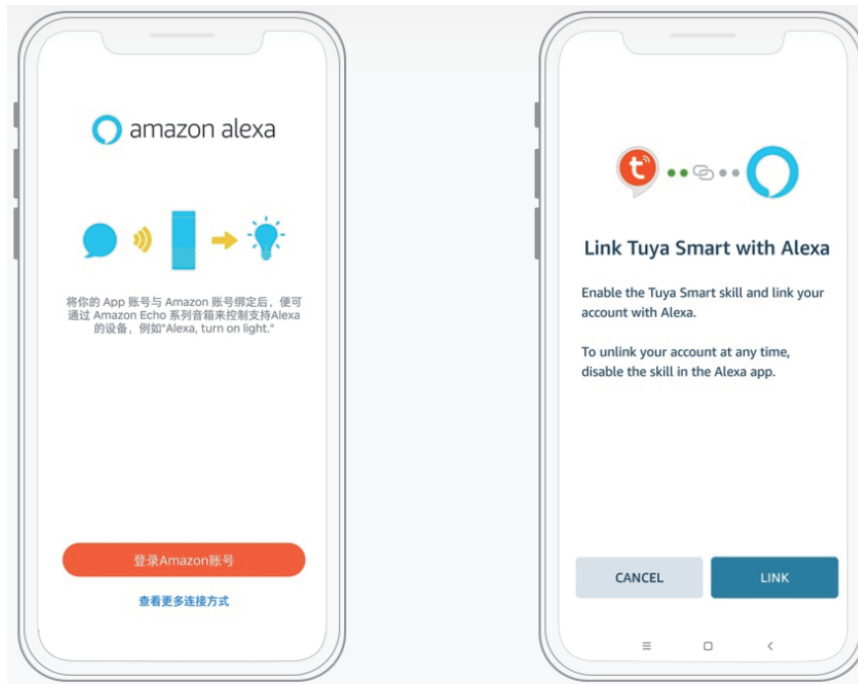 amazon alexa
将你的 App 账号与 Amazon 账号绑定后，便可
通过 Amazon Echo 系列音箱来控制支持Alexa
的设备，例如"Alexa, turn on light."
登录Amazon账号
查看更多连接方式
t
Link Tuya Smart with Alexa
Enable the Tuya Smart skill and link your
account with Alexa.
To unlink your account at any time,
disable the skill in the Alexa app.
CANCEL
LINK